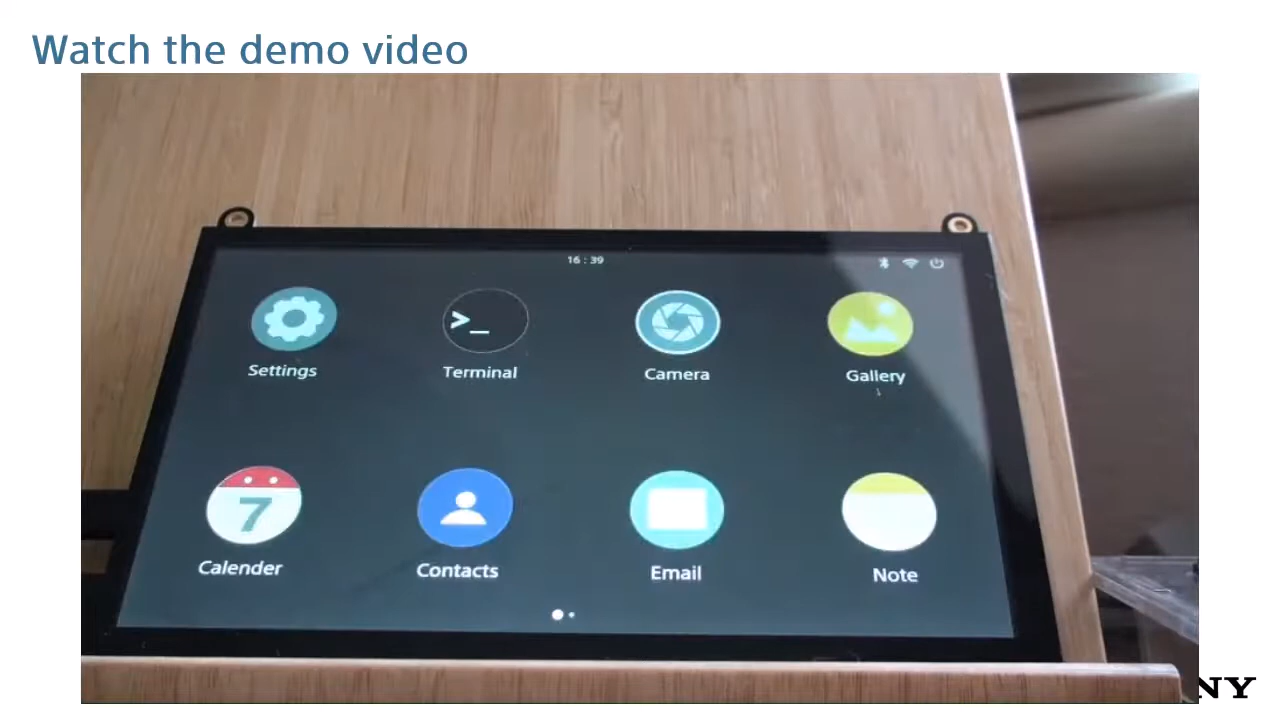 Watch the demo video
16 : 39
Settings
>_
Terminal
Camera
Gallery
7
Calender
Contacts
Email
Note
NY